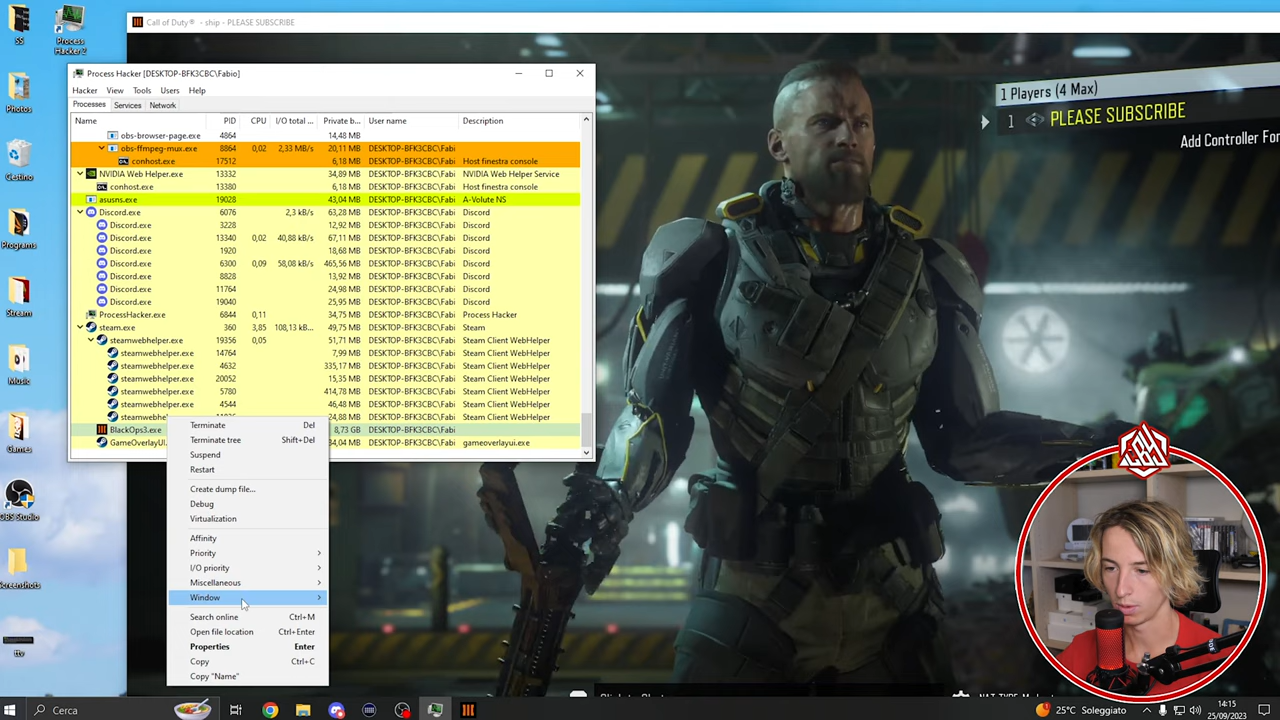 SS
Process
Hacker 2
Photos
Cestino
Programs
Stream
Music
Games
OBS Studio
Screenshots
ttv
Call of Duty® - ship - PLEASE SUBSCRIBE
1 Players (4 Max)
1 PLEASE SUBSCRIBE
Add Controller For
Process Hacker [DESKTOP-BFK3CBC\Fabio]
Hacker View Tools Users Help
Processes Services Network
Name PID CPU I/O total ... Private b... User name Description
obs-browser-page.exe 4864 14,48 MB DESKTOP-BFK3CBC\Fabi
obs-ffmpeg-mux.exe 8864 0,02 2,33 MB/s 20,11 MB DESKTOP-BFK3CBC\Fabi
conhost.exe 17512 6,18 MB DESKTOP-BFK3CBC\Fabi Host finestra console
NVIDIA Web Helper.exe 13332 34,89 MB DESKTOP-BFK3CBC\Fabi NVIDIA Web Helper Service
conhost.exe 13380 6,18 MB DESKTOP-BFK3CBC\Fabi Host finestra console
asusns.exe 19028 43,04 MB DESKTOP-BFK3CBC\Fabi A-Volute NS
Discord.exe 6076 2,3 kB/s 63,28 MB DESKTOP-BFK3CBC\Fabi Discord
Discord.exe 3228 12,92 MB DESKTOP-BFK3CBC\Fabi Discord
Discord.exe 13340 0,02 40,88 kB/s 67,11 MB DESKTOP-BFK3CBC\Fabi Discord
Discord.exe 1920 18,68 MB DESKTOP-BFK3CBC\Fabi Discord
Discord.exe 6300 0,09 58,08 kB/s 465,56 MB DESKTOP-BFK3CBC\Fabi Discord
Discord.exe 8828 13,92 MB DESKTOP-BFK3CBC\Fabi Discord
Discord.exe 11764 24,98 MB DESKTOP-BFK3CBC\Fabi Discord
Discord.exe 19040 25,95 MB DESKTOP-BFK3CBC\Fabi Discord
ProcessHacker.exe 6844 0,11 34,75 MB DESKTOP-BFK3CBC\Fabi Process Hacker
steam.exe 360 3,85 108,13 kB... 49,75 MB DESKTOP-BFK3CBC\Fabi Steam
steamwebhelper.exe 19356 0,05 51,71 MB DESKTOP-BFK3CBC\Fabi Steam Client WebHelper
steamwebhelper.exe 14764 7,99 MB DESKTOP-BFK3CBC\Fabi Steam Client WebHelper
steamwebhelper.exe 4632 335,17 MB DESKTOP-BFK3CBC\Fabi Steam Client WebHelper
steamwebhelper.exe 20052 15,35 MB DESKTOP-BFK3CBC\Fabi Steam Client WebHelper
steamwebhelper.exe 5780 414,78 MB DESKTOP-BFK3CBC\Fabi Steam Client WebHelper
steamwebhelper.exe 4544 46,48 MB DESKTOP-BFK3CBC\Fabi Steam Client WebHelper
steamwebhel 24,88 MB DESKTOP-BFK3CBC\Fabi Steam Client WebHelper
BlackOps3.exe 8,73 GB DESKTOP-BFK3CBC\Fabi
GameOverlayUI. 84,04 MB DESKTOP-BFK3CBC\Fabi gameoverlayui.exe
Terminate Del
Terminate tree Shift+Del
Suspend
Restart
Create dump file...
Debug
Virtualization
Affinity
Priority
I/O priority
Miscellaneous
Window
Search online Ctrl+M
Open file location Ctrl+Enter
Properties Enter
Copy Ctrl+C
Copy "Name"
Cerca
25°C Soleggiato
14:15
25/09/2023